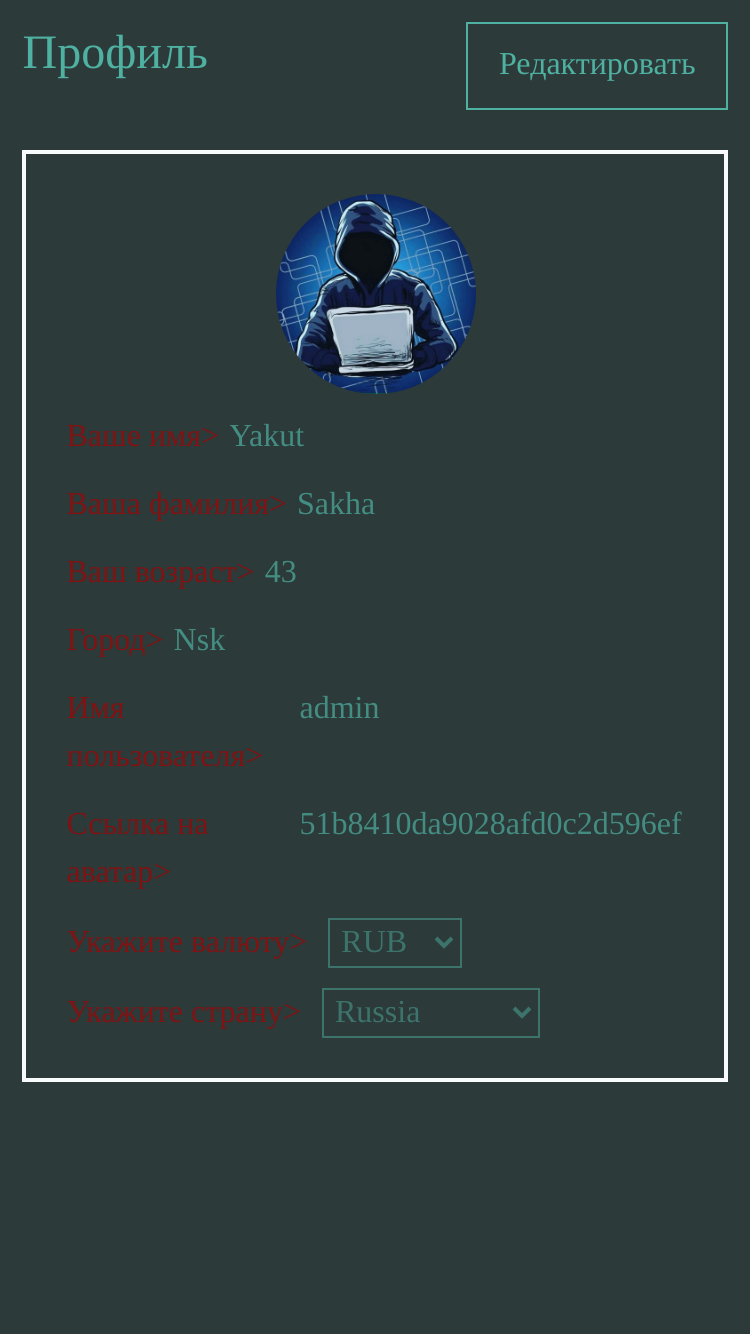 Профиль
Редактировать
Ваше имя> Yakut
Ваша фамилия> Sakha
Ваш возраст> 43
Город> Nsk
Имя admin
пользователя>
Ссылка на 51b8410da9028afd0c2d596ef
аватар>
Укажите валюту> RUB
Укажите страну> Russia